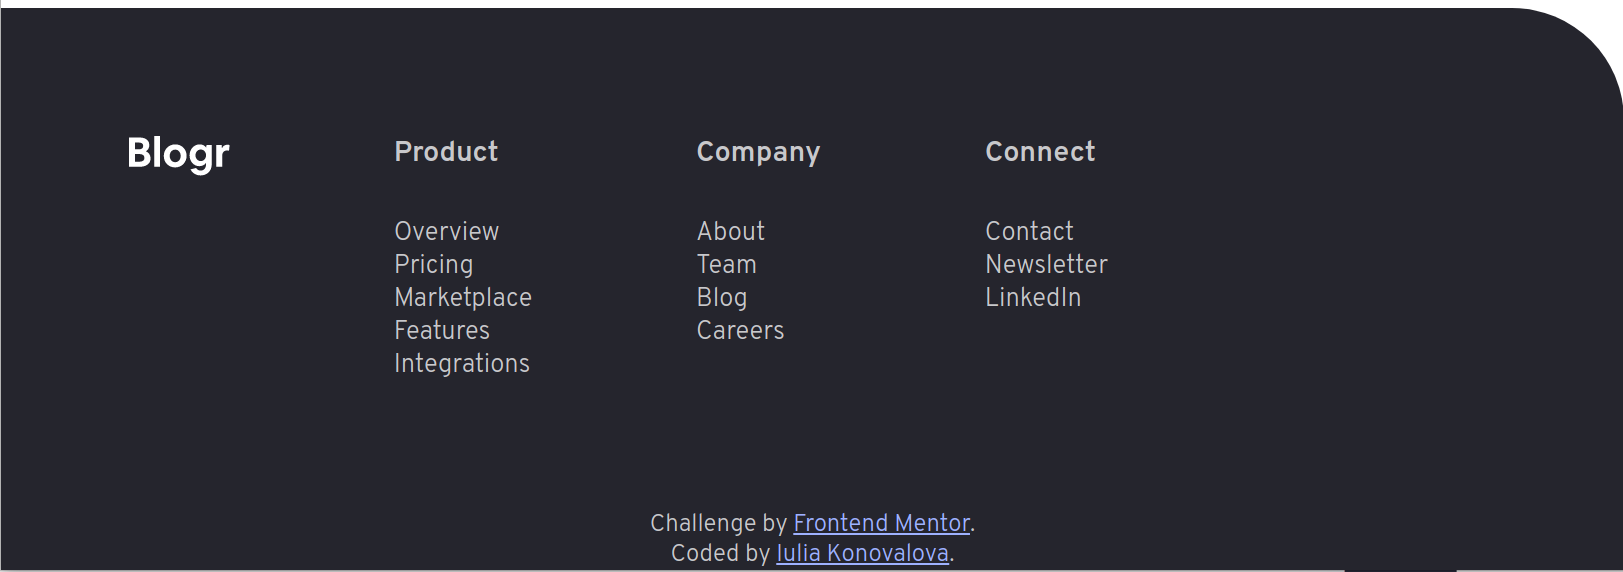 Blogr
Product
Overview
Pricing
Marketplace
Features
Integrations
Company
About
Team
Blog
Careers
Connect
Contact
Newsletter
LinkedIn
Challenge by Frontend Mentor.
Coded by Iulia Konovalova.